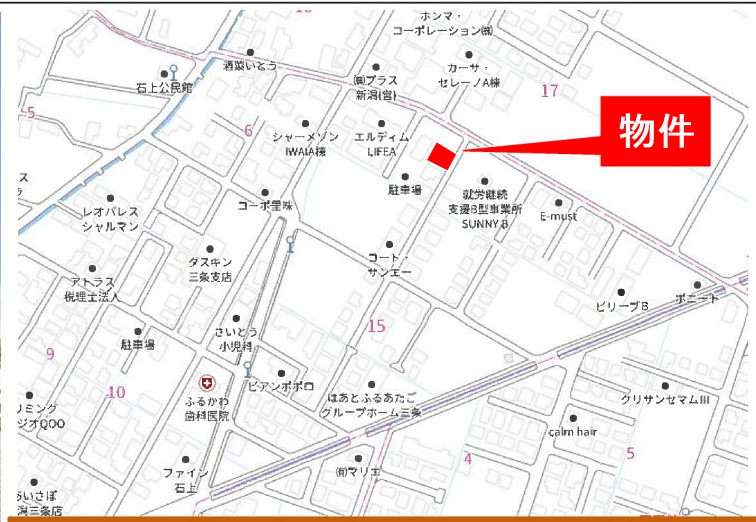 ホンマ・
コーポレーション㈱
酒蔵いとう
石上公民館
㈱プラス
新潟(営)
カーサ・
セレーノA棟
17
物件
5
6
シャーメゾン
IWAIA棟
エルディム
LIFEA
駐車場
就労継続
支援B型事業所
SUNNY B
E-must
レオパレス
シャルマン
コーポ里咲
ダスキン
三条支店
コート・
サンエー
アトラス
税理士法人
ビリーブB
ボニート
15
さいとう
小児科
駐車場
9
10
ビアンポポロ
はあとふるあたご
グループホーム三条
クリサンセマムIII
ふるかわ
歯科医院
calm hair
ファイン
石上
㈲マリエ
4
5
潟三条店